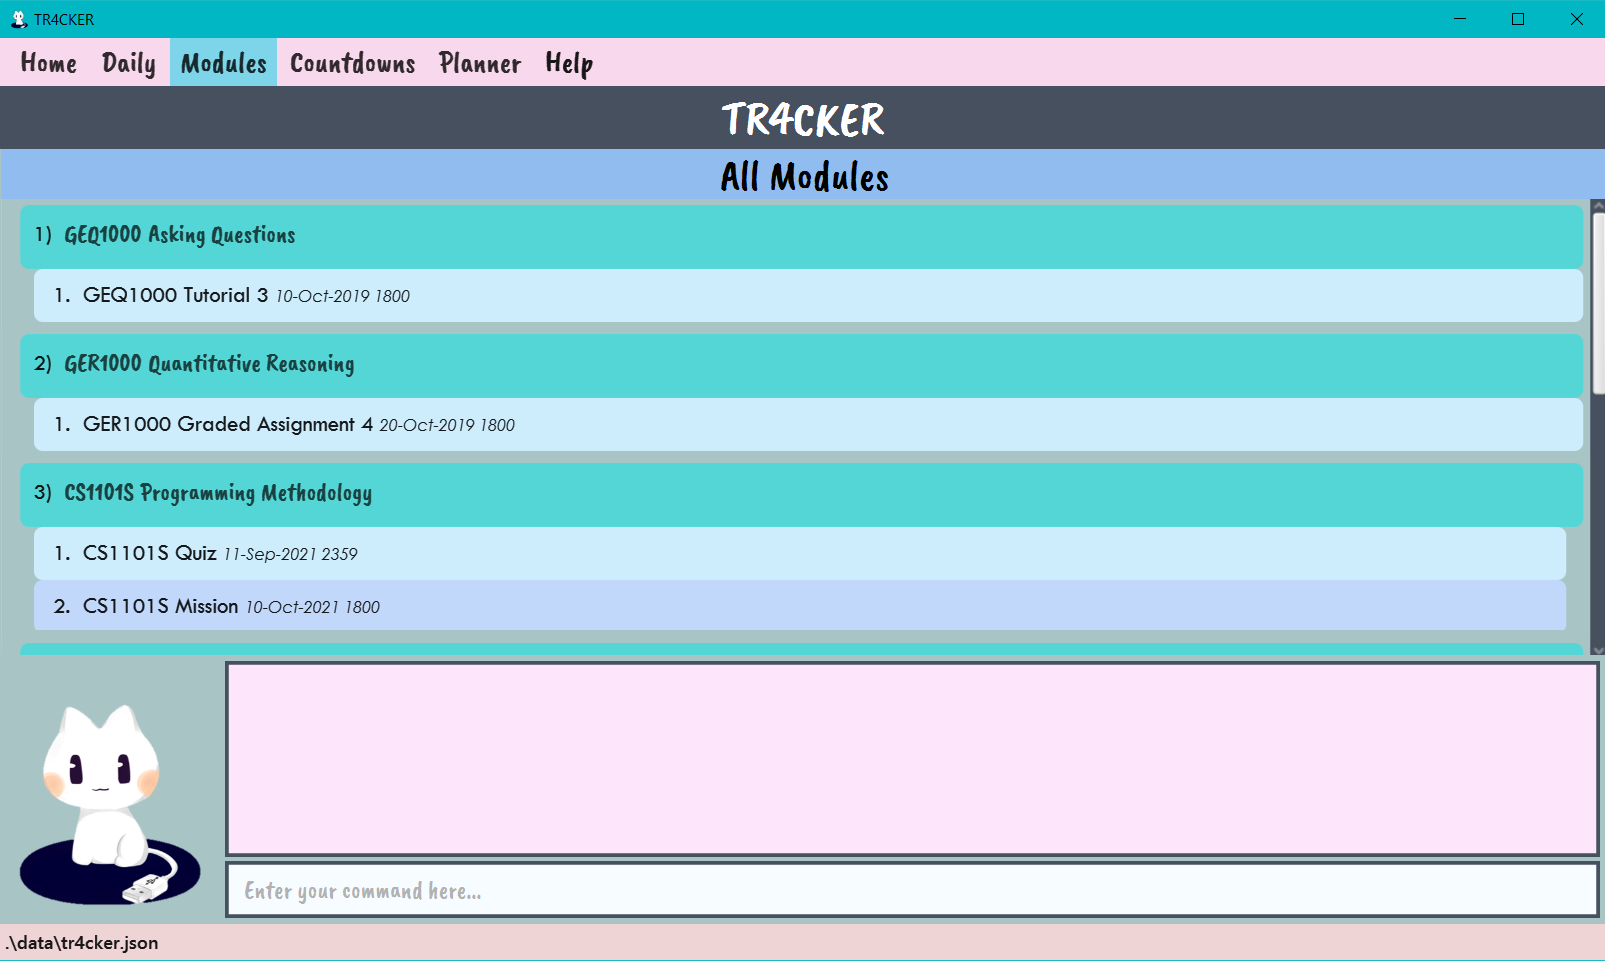 TR4CKER
Home Daily Modules Countdowns Planner Help
TR4CKER
All Modules
1) GEQ1000 Asking Questions
1. GEQ1000 Tutorial 3 10-Oct-2019 1800
2) GER1000 Quantitative Reasoning
1. GER1000 Graded Assignment 4 20-Oct-2019 1800
3) CS1101S Programming Methodology
1. CS1101S Quiz 11-Sep-2021 2359
2. CS1101S Mission 10-Oct-2021 1800
Enter your command here...
.\data\tr4cker.json